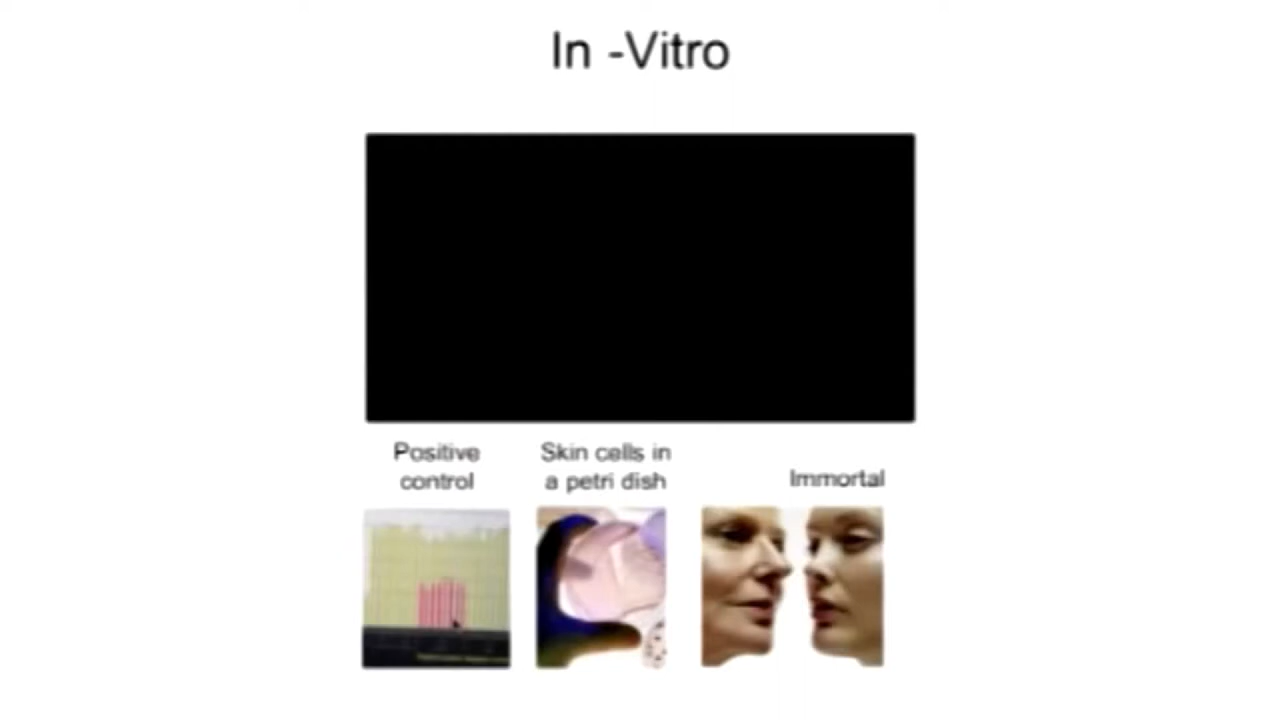 In -Vitro
Positive
control
Skin cells in
a petri dish
Immortal